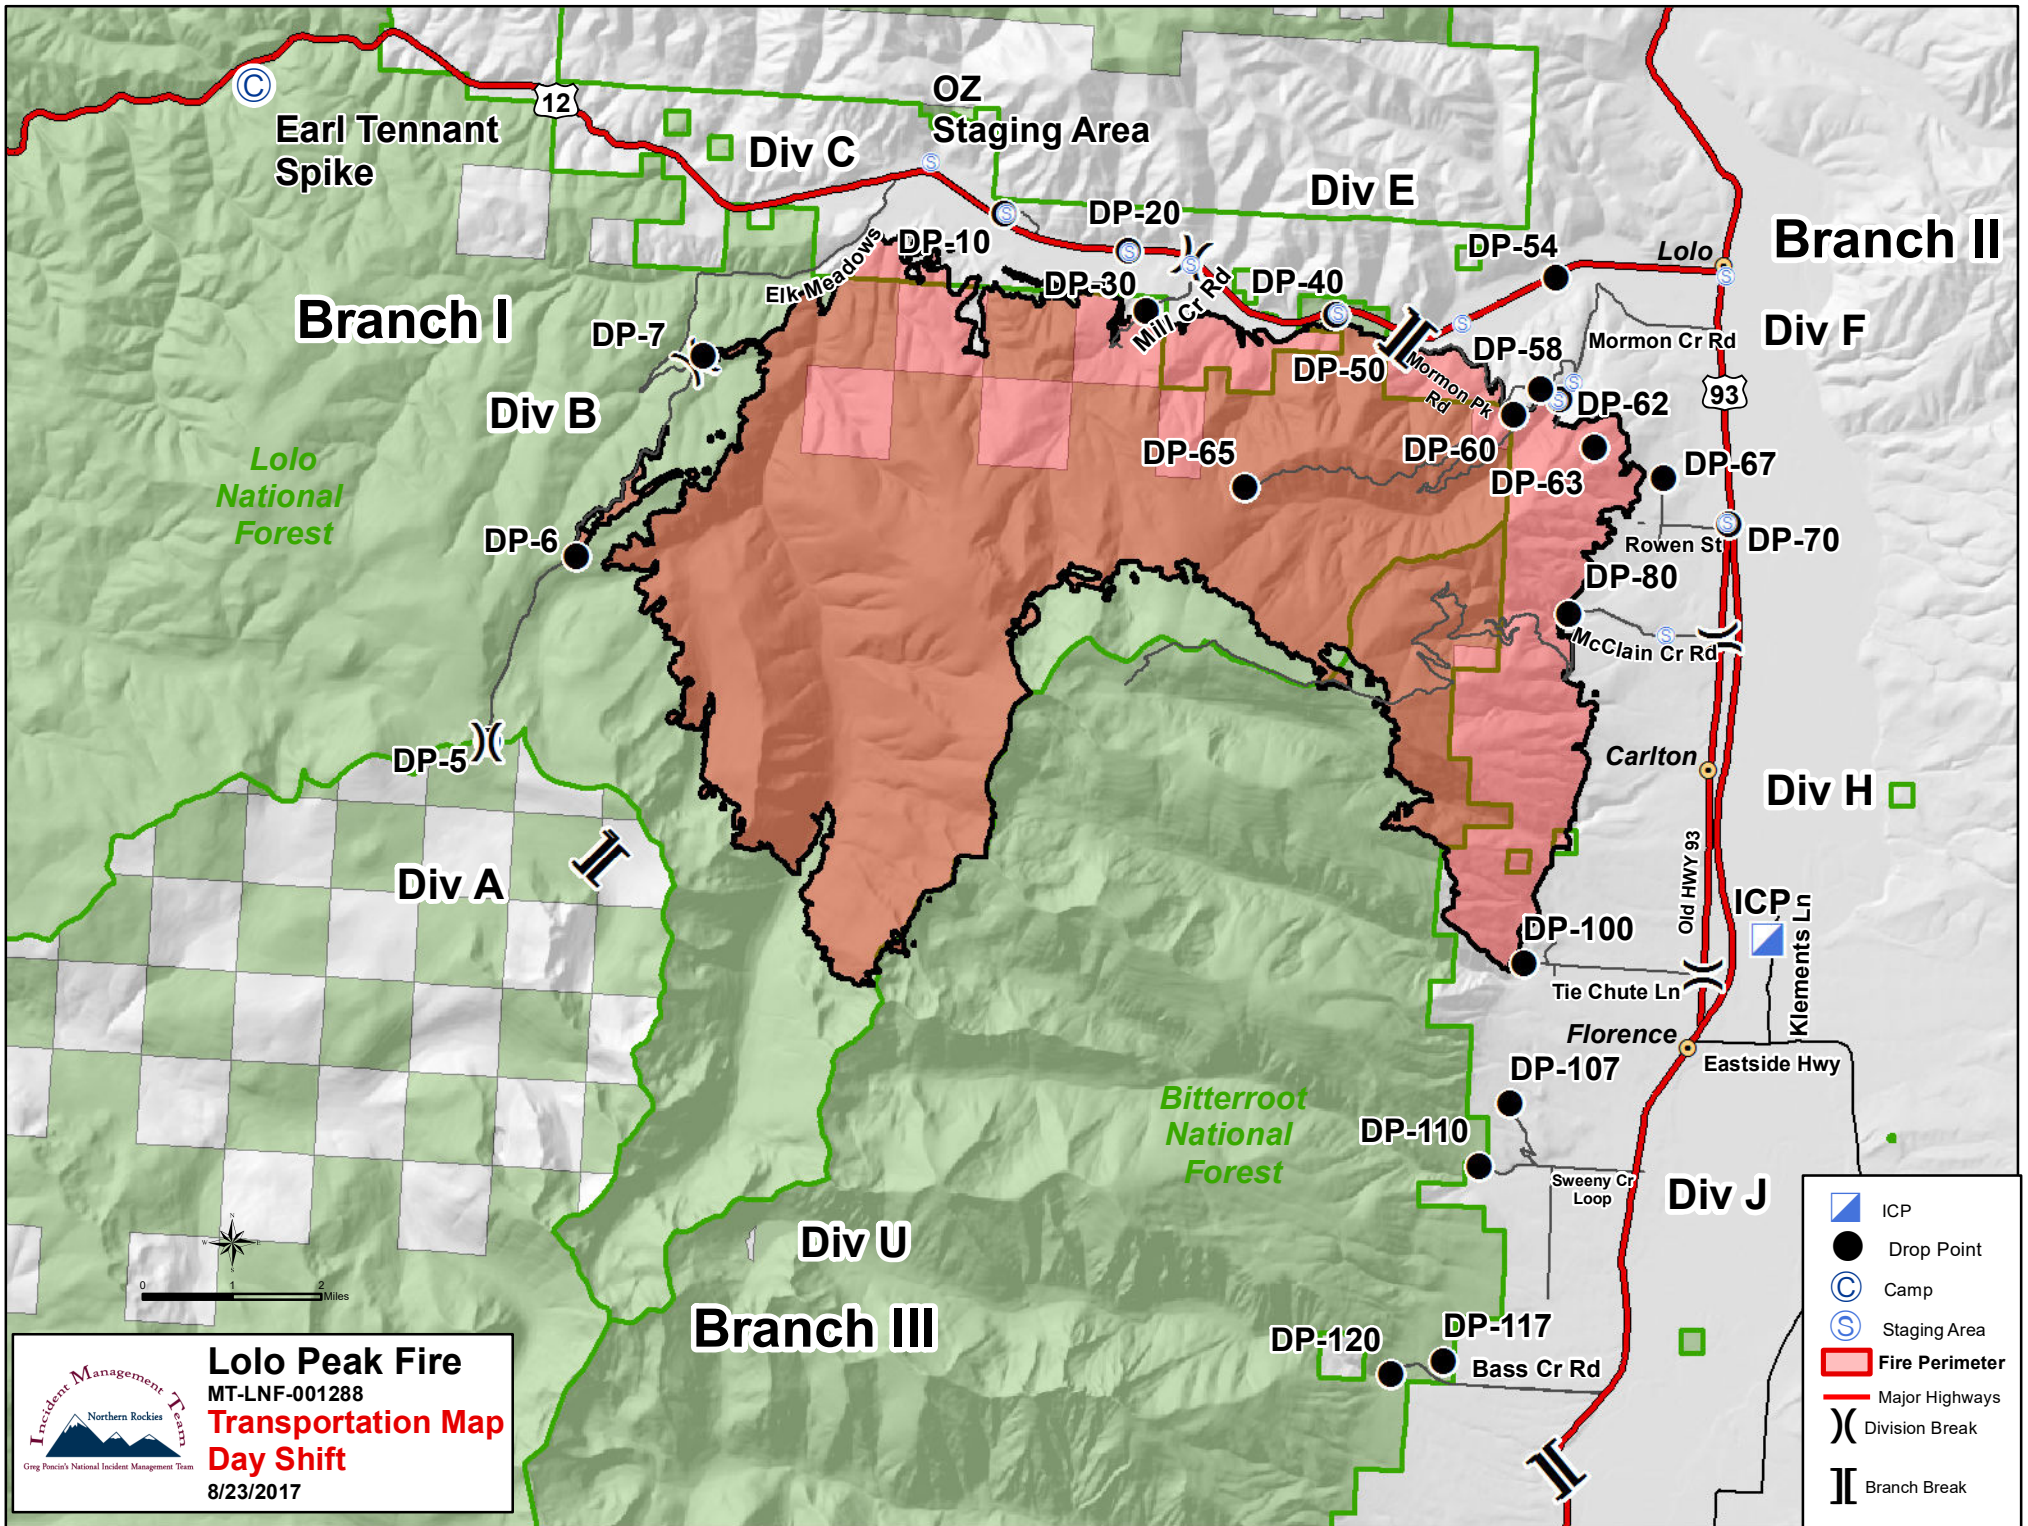 OZ
Staging Area
12
Earl Tennant
Spike
Div C
Div E
DP-20
DP-10
DP-54
Lolo
Branch II
Elk Meadows
DP-30
Mill Cr Rd
DP-40
Branch I
DP-7
Mormon Cr Rd
Div F
DP-58
DP-50
Mormon Pk
Rd
93
Div B
DP-62
DP-60
DP-65
DP-63
DP-67
Lolo
National
Forest
DP-6
Rowen St
DP-70
DP-80
McClain Cr Rd
DP-5
Carlton
Div H
Div A
Old HWY 93
ICP
Klements Ln
DP-100
Tie Chute Ln
Florence
Eastside Hwy
DP-107
Bitterroot
National
Forest
DP-110
Sweeny Cr
Loop
Div J
Div U
Branch III
DP-120
DP-117
Bass Cr Rd
N
W
E
S
0 1 2
Miles
Incident Management Team
Northern Rockies
Greg Poncin's National Incident Management Team
Lolo Peak Fire
MT-LNF-001288
Transportation Map
Day Shift
8/23/2017
ICP
Drop Point
C Camp
S Staging Area
Fire Perimeter
Major Highways
Division Break
Branch Break